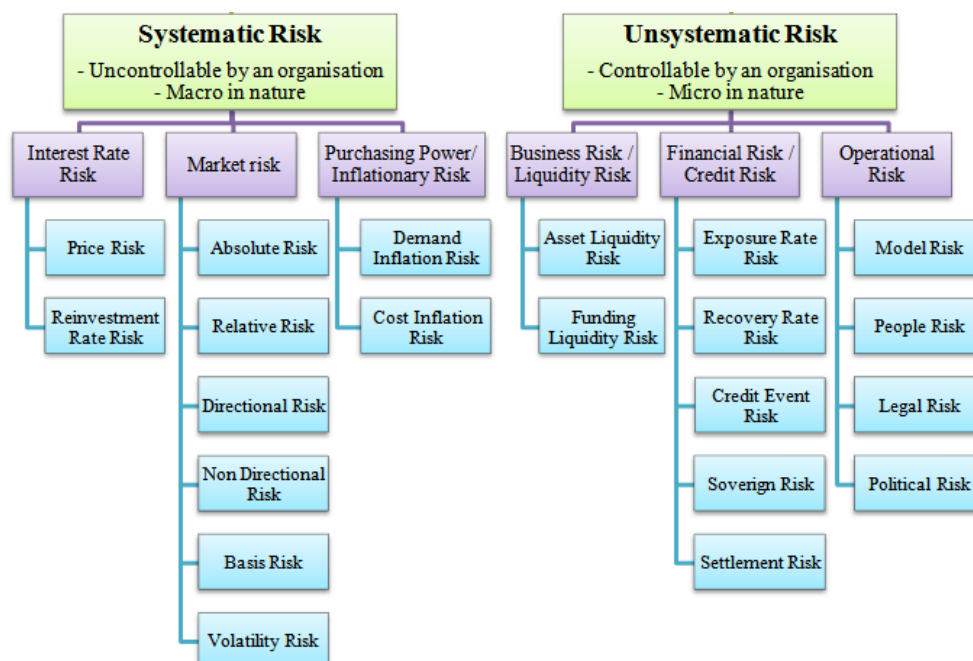 Systematic Risk
- Uncontrollable by an organisation
- Macro in nature
Interest Rate
Risk
Price Risk
Reinvestment
Rate Risk
Market risk
Absolute Risk
Relative Risk
Directional Risk
Non Directional
Risk
Basis Risk
Volatility Risk
Purchasing Power/
Inflationary Risk
Demand
Inflation Risk
Cost Inflation
Risk
Unsystematic Risk
- Controllable by an organisation
- Micro in nature
Business Risk /
Liquidity Risk
Asset Liquidity
Risk
Funding
Liquidity Risk
Financial Risk /
Credit Risk
Exposure Rate
Risk
Recovery Rate
Risk
Credit Event
Risk
Soverign Risk
Settlement Risk
Operational
Risk
Model Risk
People Risk
Legal Risk
Political Risk